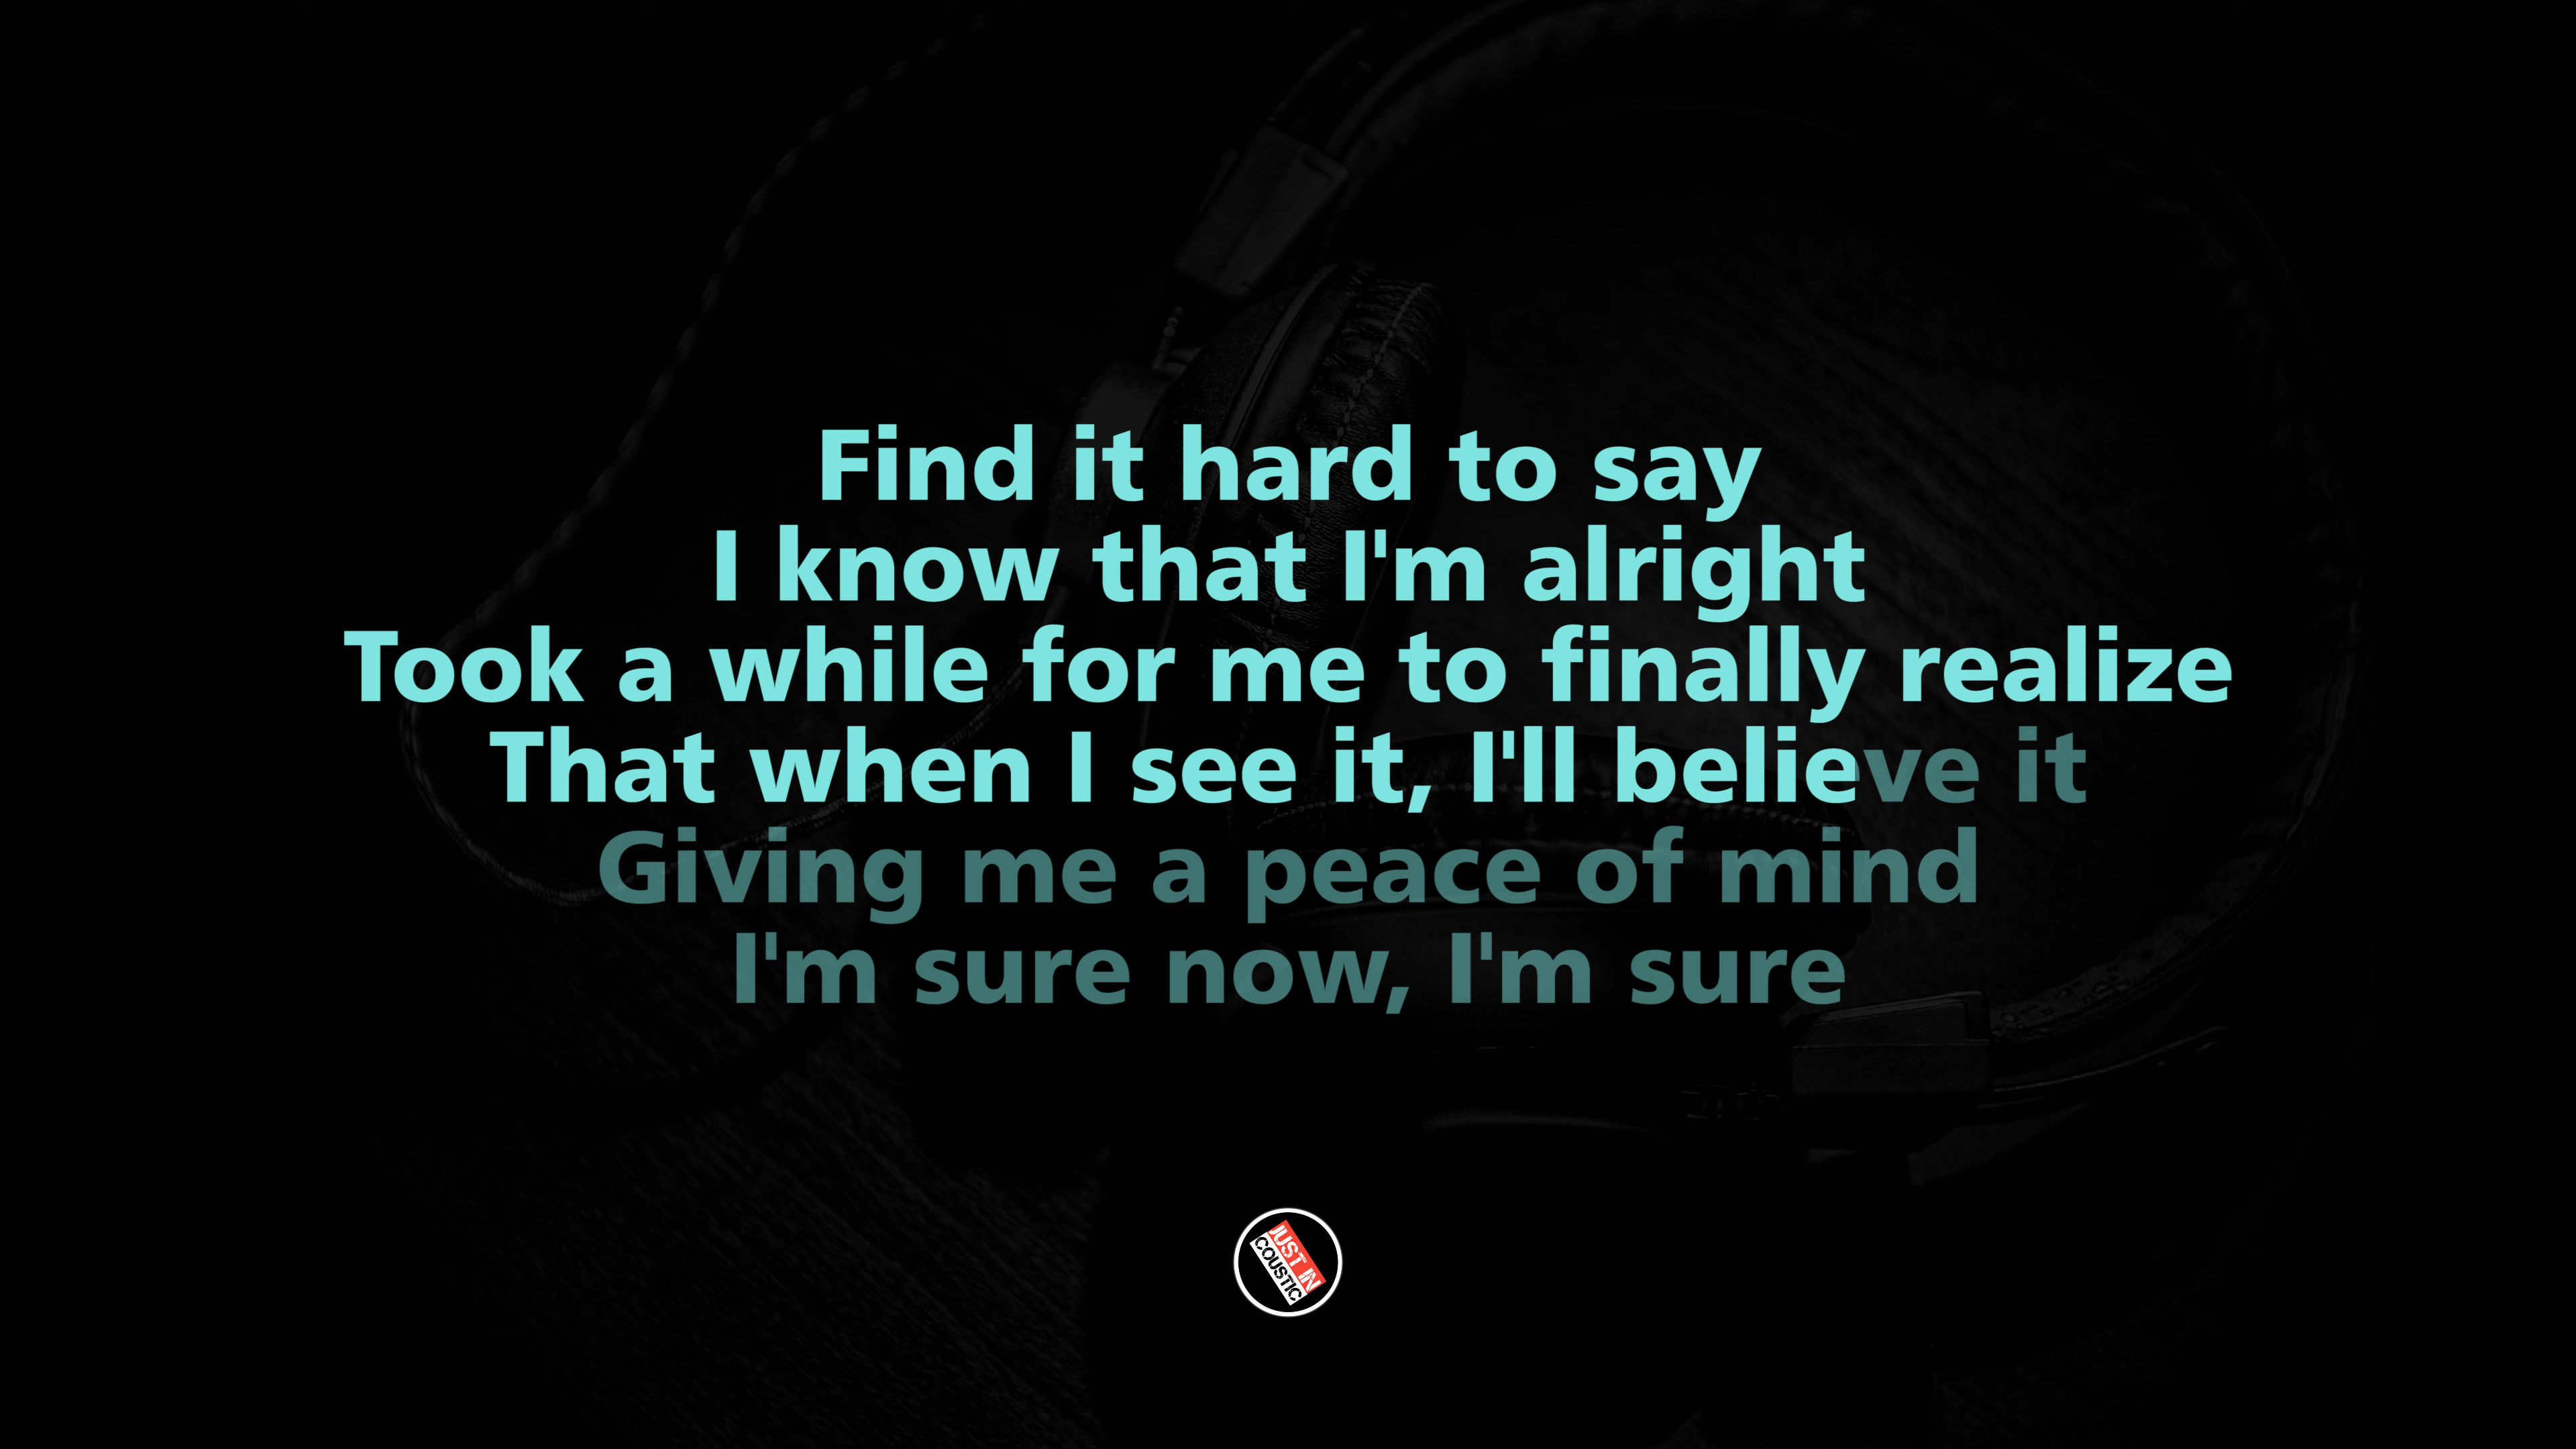 Find it hard to say
I know that I'm alright
Took a while for me to finally realize
That when I see it, I'll believe it
Giving me a peace of mind
I'm sure now, I'm sure
JUST IN
COUSTIC